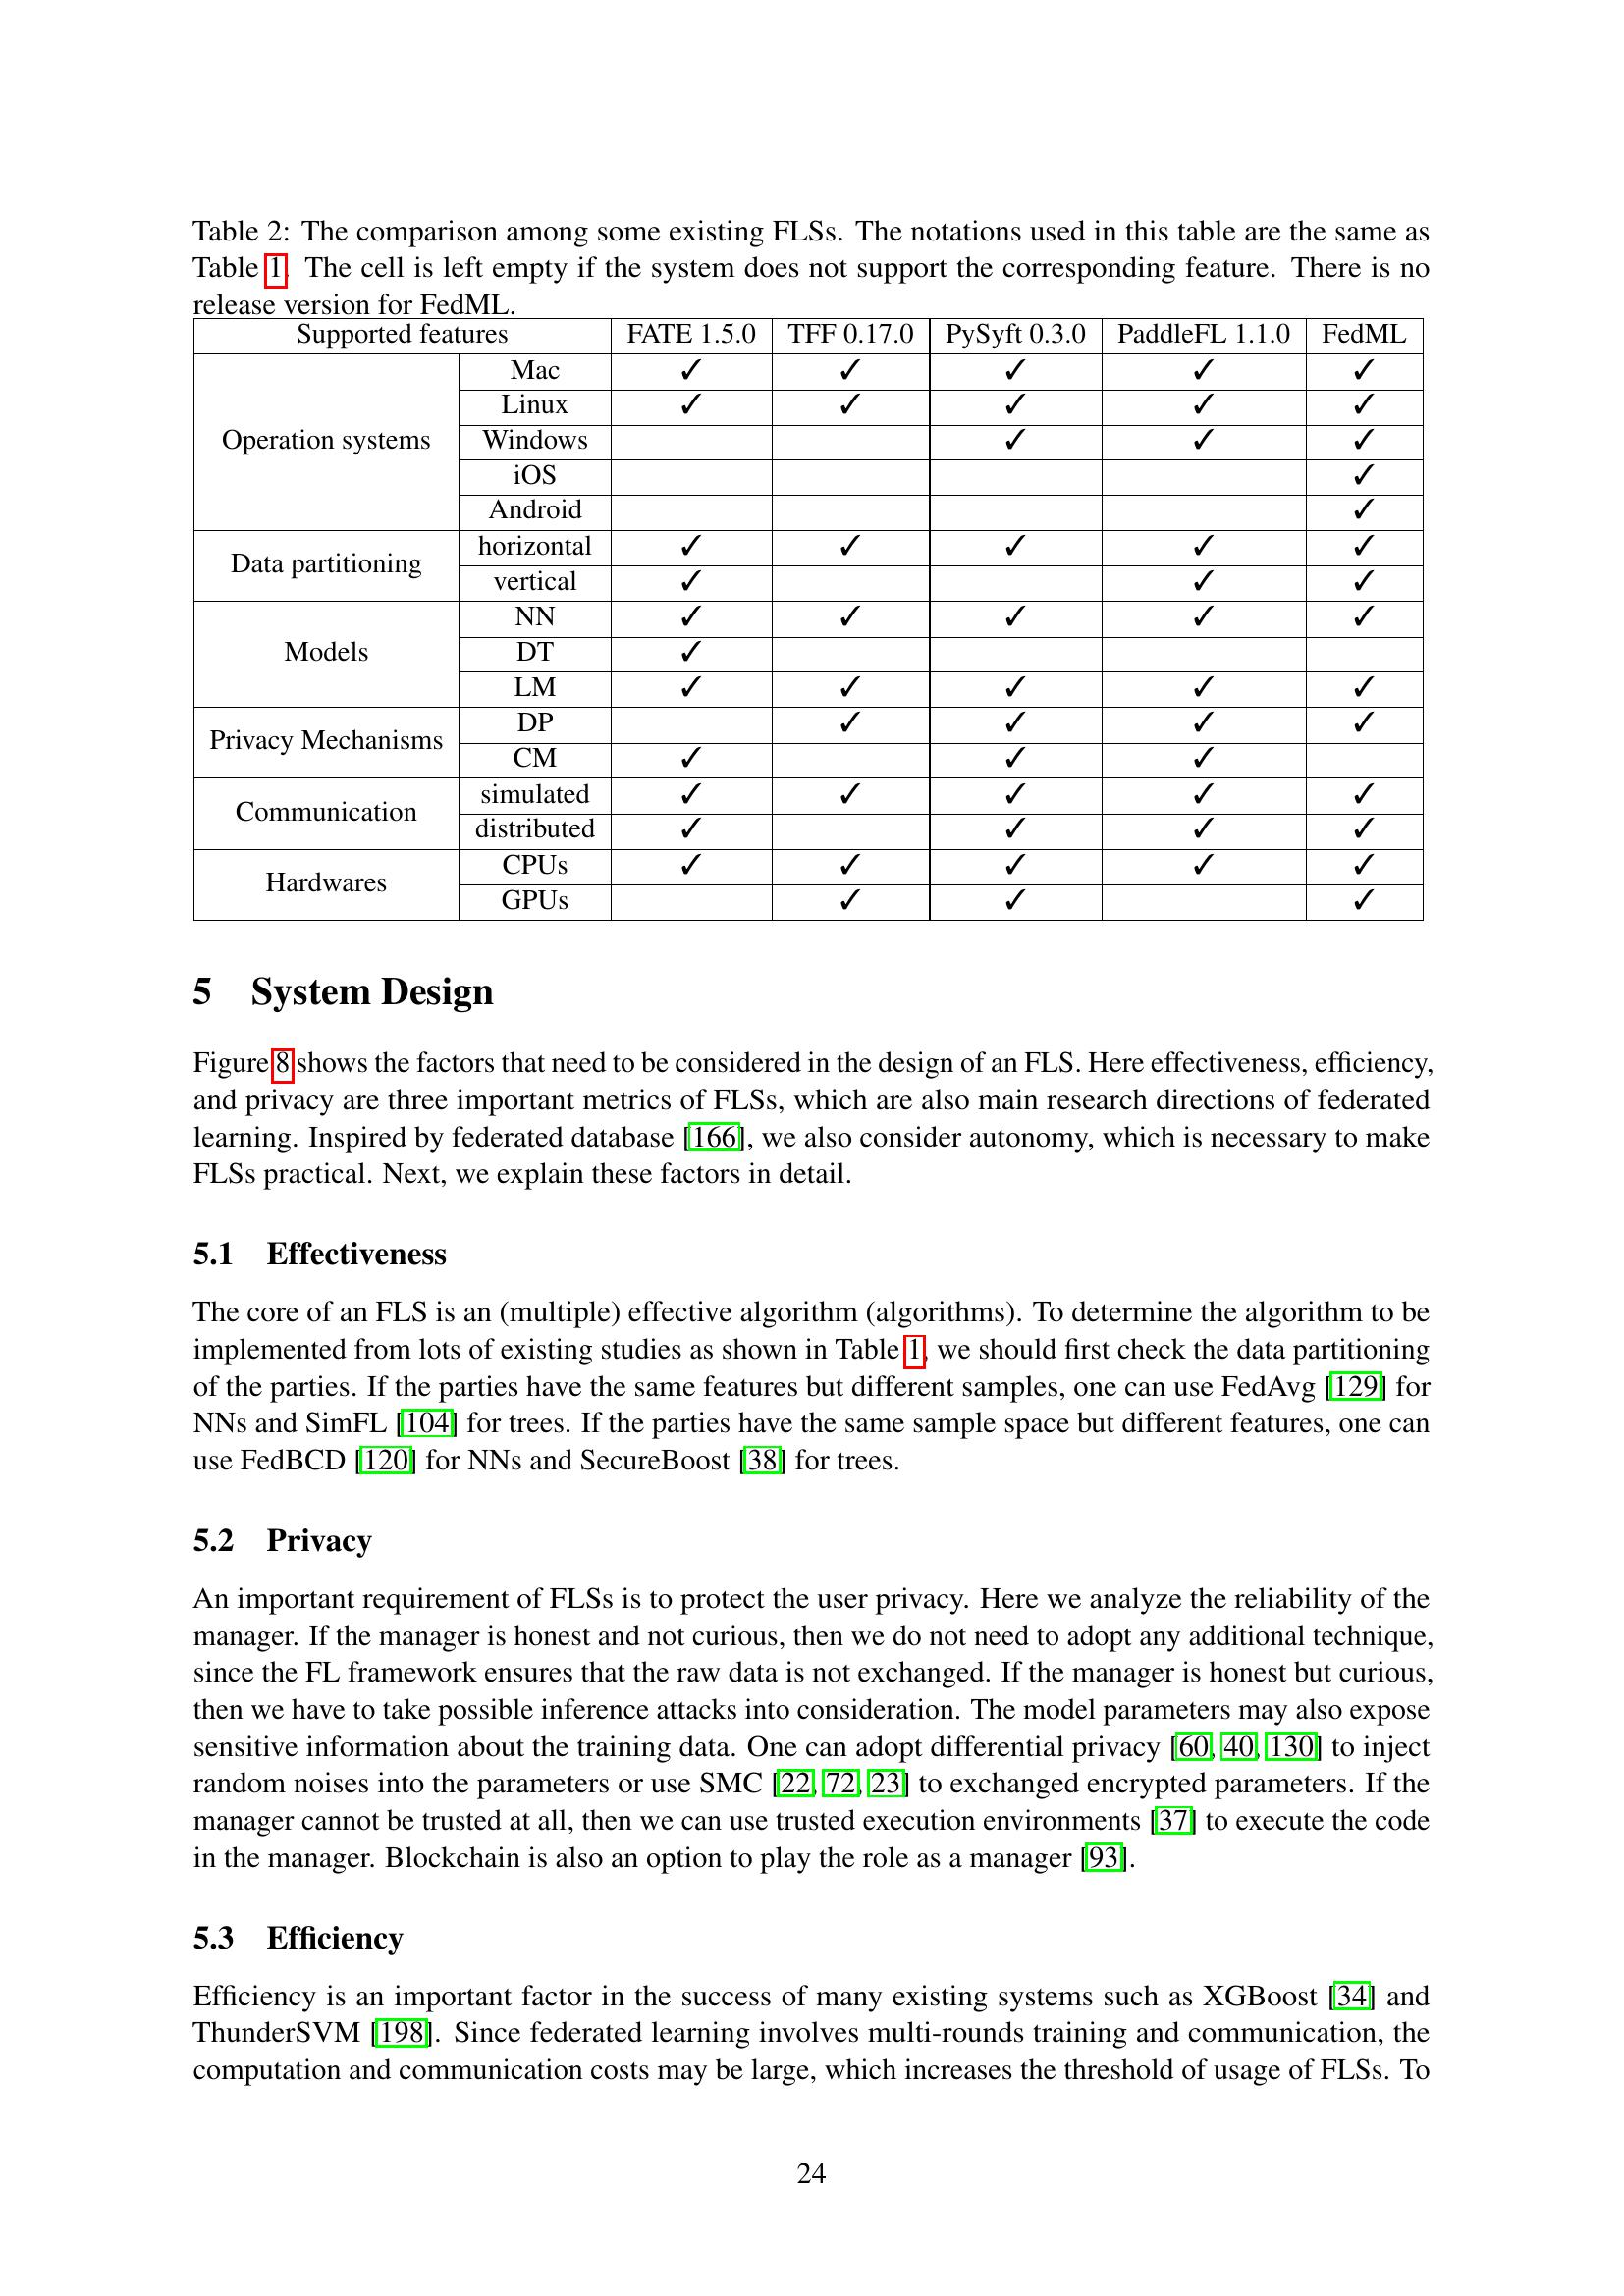 Table 2: The comparison among some existing FLSs. The notations used in this table are the same as
Table 1. The cell is left empty if the system does not support the corresponding feature. There is no
release version for FedML.
Supported features FATE 1.5.0 TFF 0.17.0 PySyft 0.3.0 PaddleFL 1.1.0 FedML
Operation systems Mac ✓ ✓ ✓ ✓ ✓
Linux ✓ ✓ ✓ ✓ ✓
Windows ✓ ✓ ✓
iOS ✓
Android ✓
Data partitioning horizontal ✓ ✓ ✓ ✓ ✓
vertical ✓ ✓ ✓
Models NN ✓ ✓ ✓ ✓ ✓
DT ✓
LM ✓ ✓ ✓ ✓ ✓
Privacy Mechanisms DP ✓ ✓ ✓ ✓
CM ✓ ✓ ✓
Communication simulated ✓ ✓ ✓ ✓ ✓
distributed ✓ ✓ ✓ ✓
Hardwares CPUs ✓ ✓ ✓ ✓ ✓
GPUs ✓ ✓ ✓
5 System Design
Figure 8 shows the factors that need to be considered in the design of an FLS. Here effectiveness, efficiency,
and privacy are three important metrics of FLSs, which are also main research directions of federated
learning. Inspired by federated database [166], we also consider autonomy, which is necessary to make
FLSs practical. Next, we explain these factors in detail.
5.1 Effectiveness
The core of an FLS is an (multiple) effective algorithm (algorithms). To determine the algorithm to be
implemented from lots of existing studies as shown in Table 1, we should first check the data partitioning
of the parties. If the parties have the same features but different samples, one can use FedAvg [129] for
NNs and SimFL [104] for trees. If the parties have the same sample space but different features, one can
use FedBCD [120] for NNs and SecureBoost [38] for trees.
5.2 Privacy
An important requirement of FLSs is to protect the user privacy. Here we analyze the reliability of the
manager. If the manager is honest and not curious, then we do not need to adopt any additional technique,
since the FL framework ensures that the raw data is not exchanged. If the manager is honest but curious,
then we have to take possible inference attacks into consideration. The model parameters may also expose
sensitive information about the training data. One can adopt differential privacy [60, 40, 130] to inject
random noises into the parameters or use SMC [22, 72, 23] to exchanged encrypted parameters. If the
manager cannot be trusted at all, then we can use trusted execution environments [37] to execute the code
in the manager. Blockchain is also an option to play the role as a manager [93].
5.3 Efficiency
Efficiency is an important factor in the success of many existing systems such as XGBoost [34] and
ThunderSVM [198]. Since federated learning involves multi-rounds training and communication, the
computation and communication costs may be large, which increases the threshold of usage of FLSs. To
24